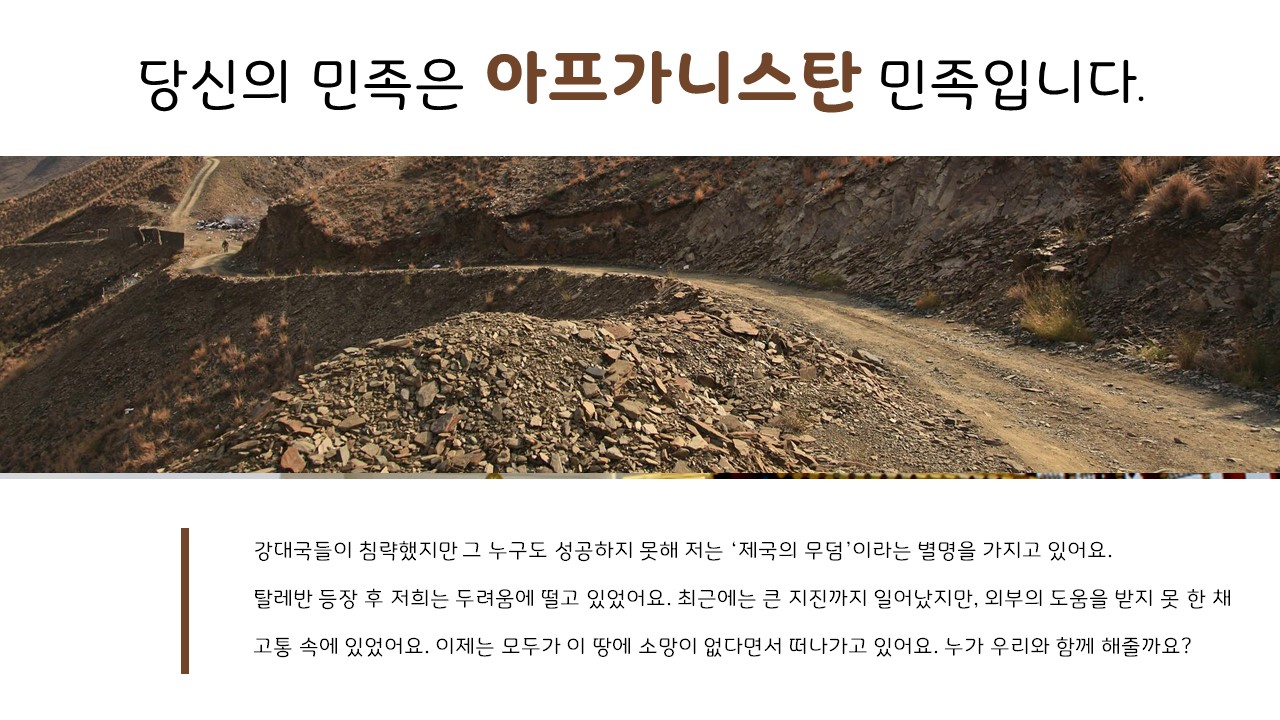 당신의 민족은 아프가니스탄 민족입니다.
강대국들이 침략했지만 그 누구도 성공하지 못해 저는 ‘제국의 무덤’이라는 별명을 가지고 있어요.
탈레반 등장 후 저희는 두려움에 떨고 있었어요. 최근에는 큰 지진까지 일어났지만, 외부의 도움을 받지 못 한 채
고통 속에 있었어요. 이제는 모두가 이 땅에 소망이 없다면서 떠나가고 있어요. 누가 우리와 함께 해줄까요?